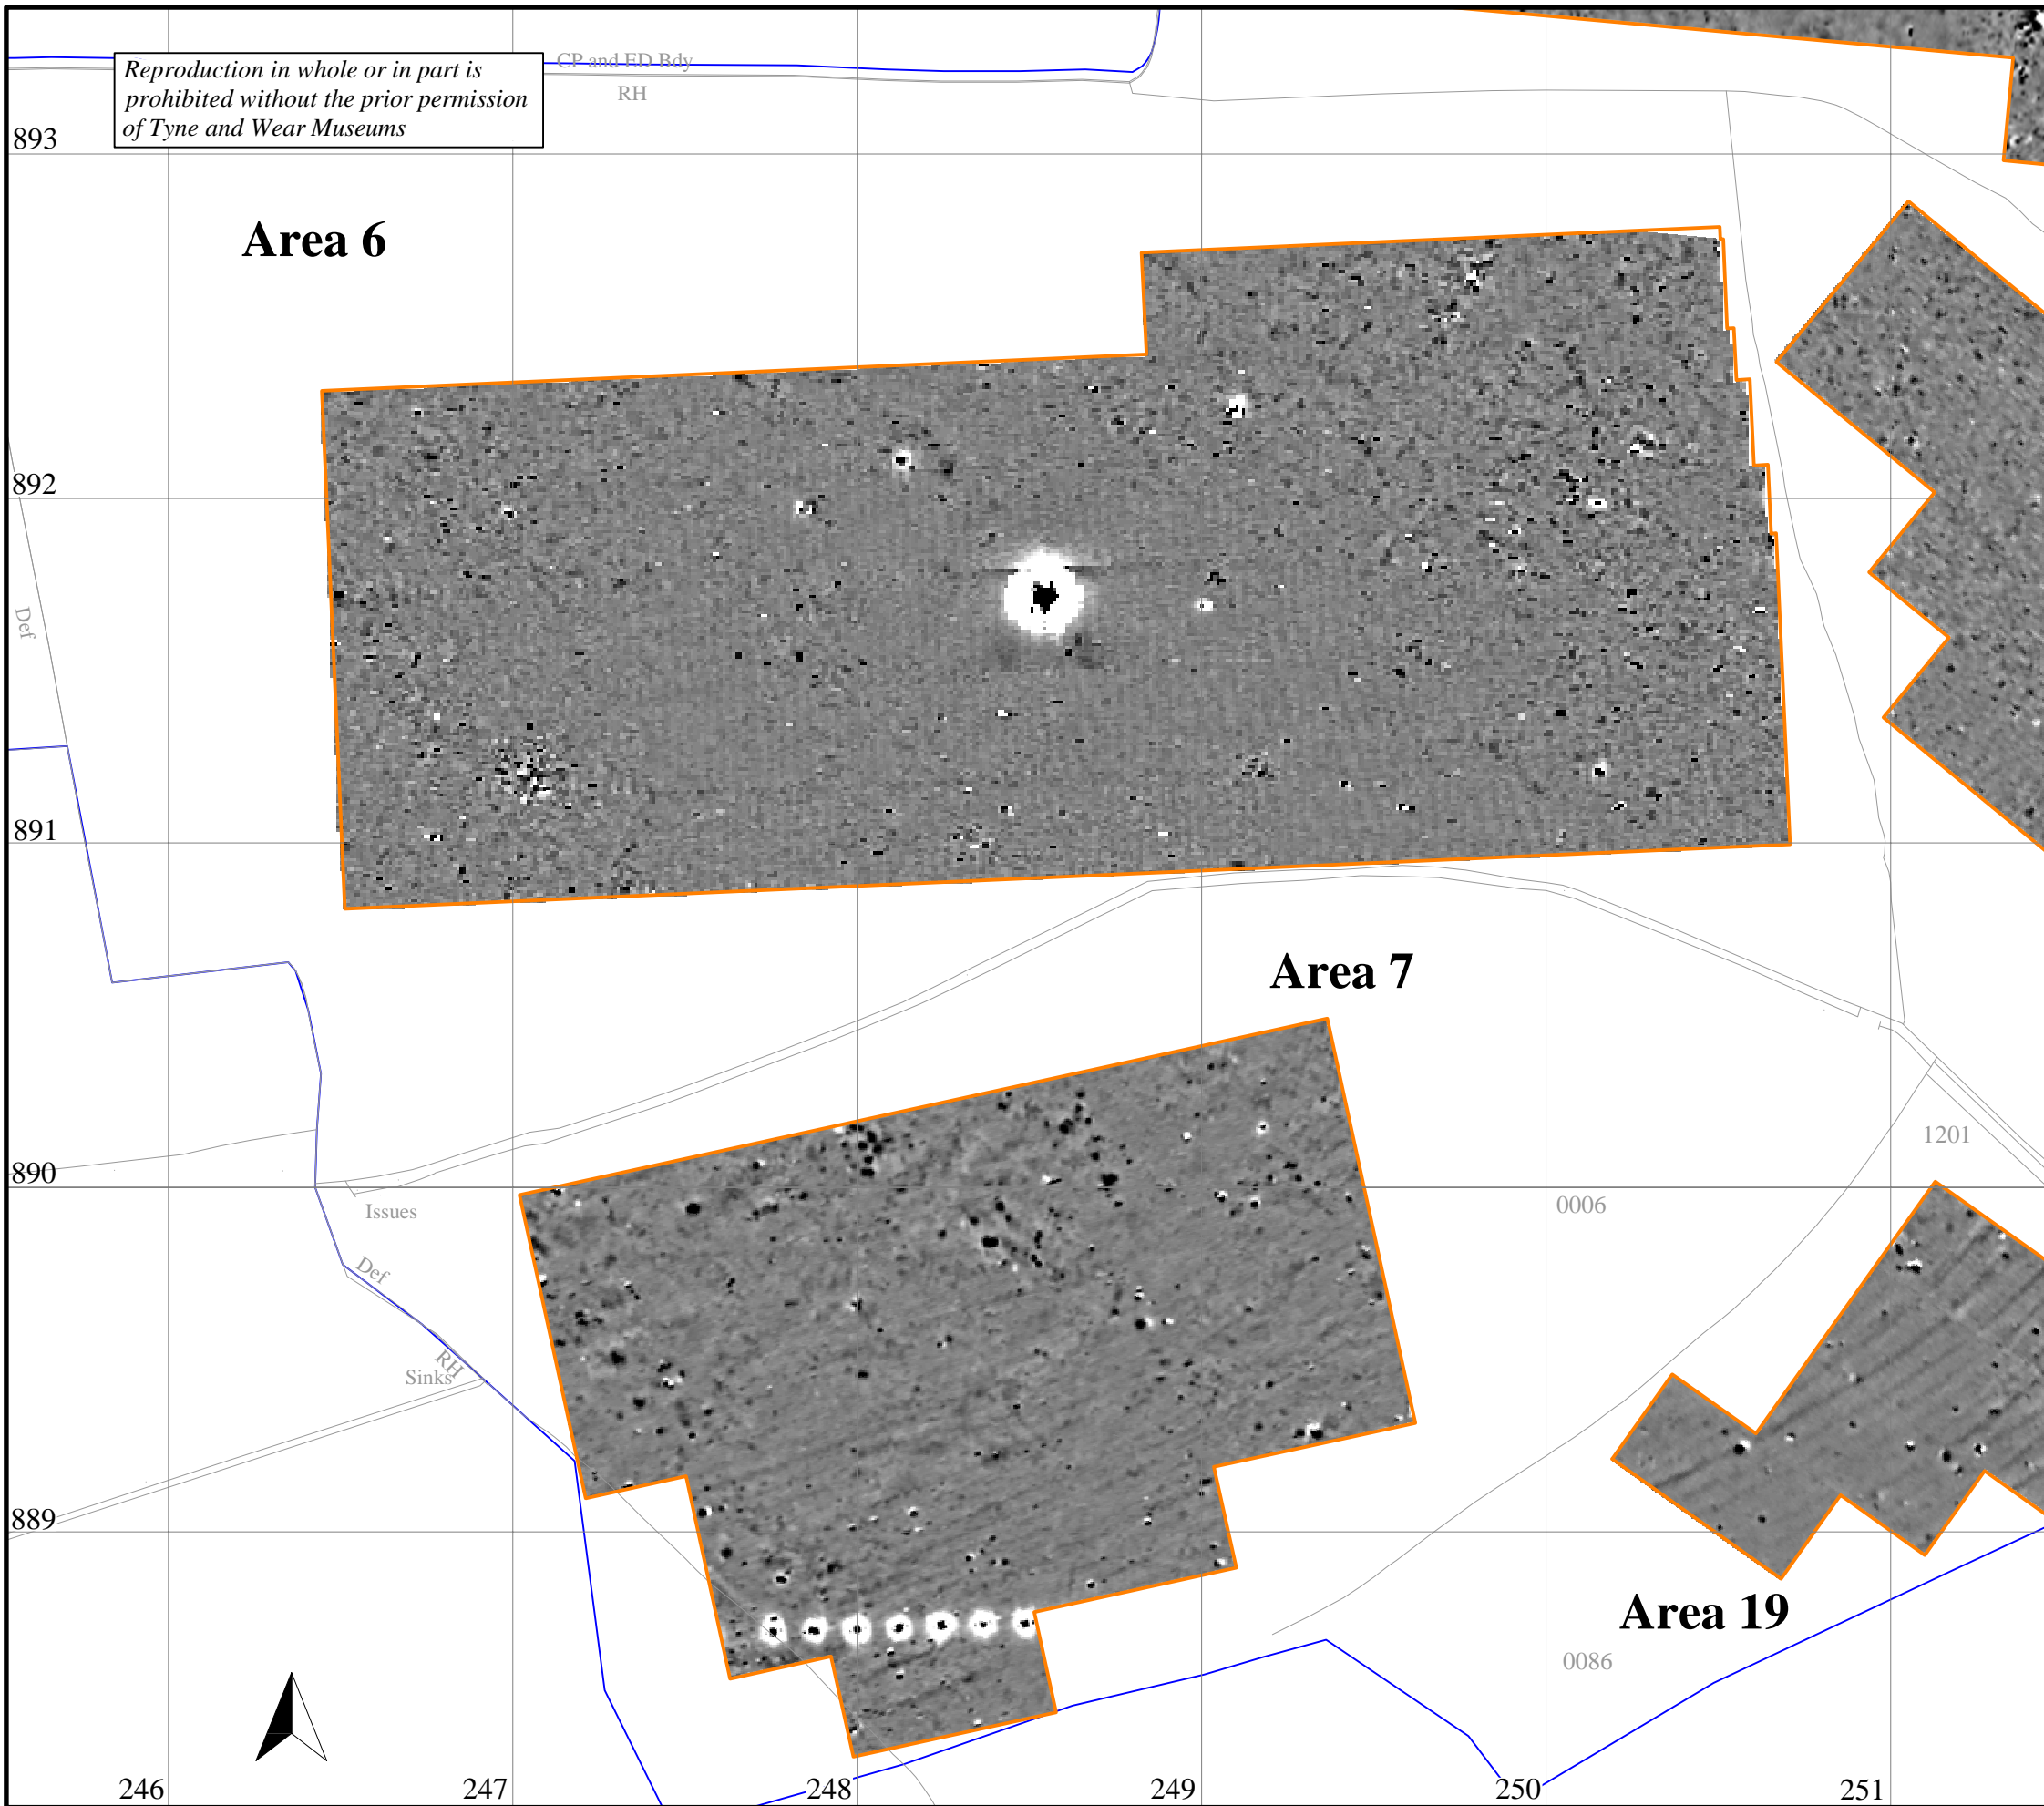 CP and ED Bdy
Reproduction in whole or in part is
prohibited without the prior permission
of Tyne and Wear Museums
RH
893
Area 6
892
Def
891
Area 7
1201
890
0006
Issues
Def
RH
Sinks
889
Area 19
0086
246
247
248
249
250
251